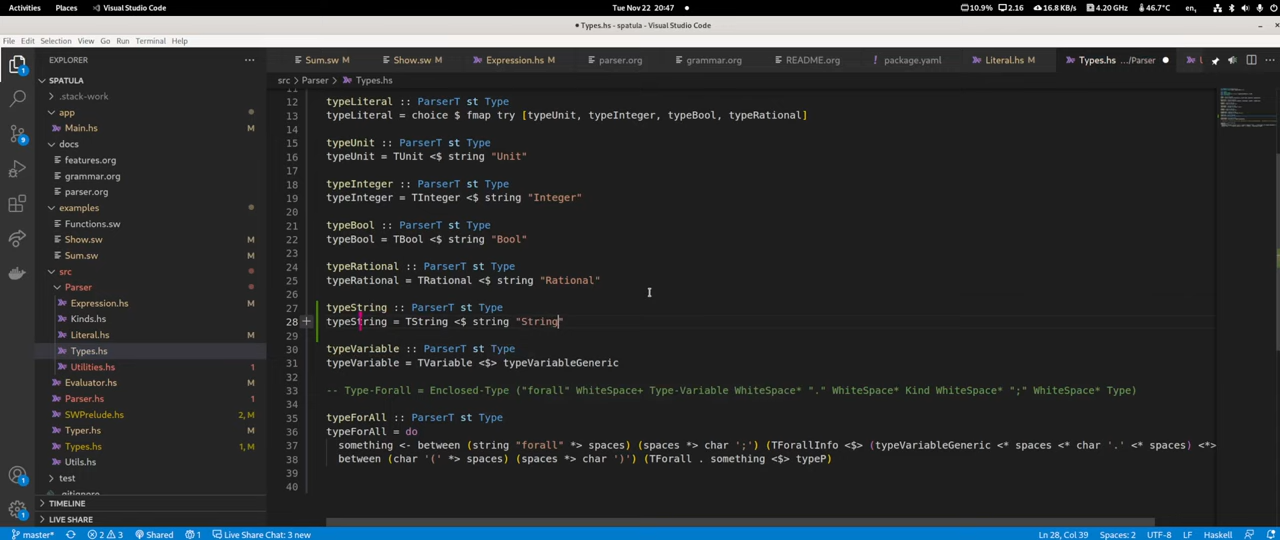 Activities Places Visual Studio Code Tue Nov 22 20:47 10.9% 2.16 16.8 KB/s 4.20 GHz 46.7°C en,
● Types.hs - spatula - Visual Studio Code
File Edit Selection View Go Run Terminal Help
EXPLORER
Sum.sw M Show.sw M Expression.hs M parser.org grammar.org README.org package.yaml Literal.hs M Types.hs .../Parser
SPATULA
src > Parser > Types.hs
.stack-work
app
Main.hs
docs
features.org
grammar.org
parser.org
examples
Functions.sw
Show.sw M
Sum.sw M
src
Parser
Expression.hs M
Kinds.hs
Literal.hs M
Types.hs
Utilities.hs 1
Evaluator.hs M
Parser.hs M
SWPrelude.hs 2, M
Typer.hs M
Types.hs 1, M
Utils.hs
test
.gitignore
TIMELINE
LIVE SHARE
11
12 typeLiteral :: ParserT st Type
13 typeLiteral = choice $ fmap try [typeUnit, typeInteger, typeBool, typeRational]
14
15 typeUnit :: ParserT st Type
16 typeUnit = TUnit <$ string "Unit"
17
18 typeInteger :: ParserT st Type
19 typeInteger = TInteger <$ string "Integer"
20
21 typeBool :: ParserT st Type
22 typeBool = TBool <$ string "Bool"
23
24 typeRational :: ParserT st Type
25 typeRational = TRational <$ string "Rational"
26
27 typeString :: ParserT st Type
28 typeString = TString <$ string "String"
29
30 typeVariable :: ParserT st Type
31 typeVariable = TVariable <$> typeVariableGeneric
32
33 -- Type-Forall = Enclosed-Type ("forall" WhiteSpace+ Type-Variable WhiteSpace* "." WhiteSpace* Kind WhiteSpace* ";" WhiteSpace* Type)
34
35 typeForAll :: ParserT st Type
36 typeForAll = do
37 something <- between (string "forall" *> spaces) (spaces *> char ';') (TForallInfo <$> (typeVariableGeneric <* spaces <* char '.' <* spaces) <*>
38 between (char '(' *> spaces) (spaces *> char ')') (TForall . something <$> typeP)
39
40
master* 2 3 Shared 1 Live Share Chat: 3 new Ln 28, Col 39 Spaces: 2 UTF-8 LF Haskell